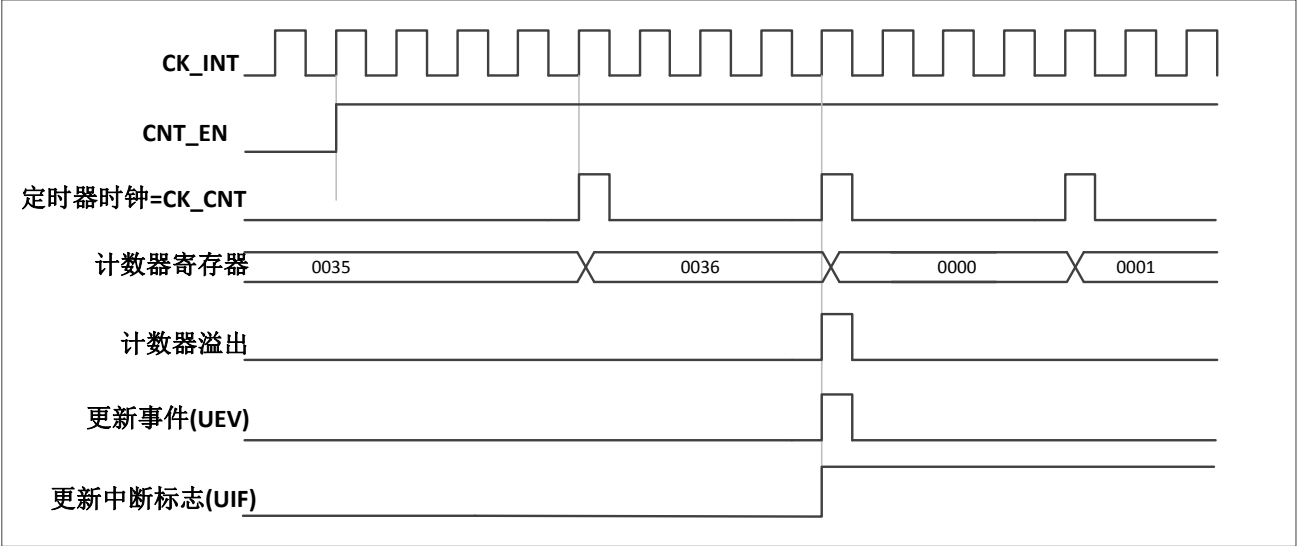 CK_INT
CNT_EN
定时器时钟=CK_CNT
计数器寄存器 0035 0036 0000 0001
计数器溢出
更新事件(UEV)
更新中断标志(UIF)